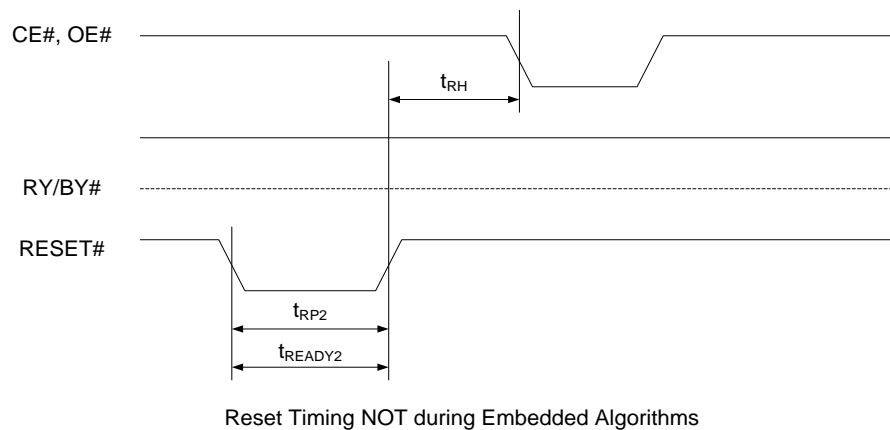 CE#, OE#
tRH
RY/BY#
RESET#
tRP2
tREADY2
Reset Timing NOT during Embedded Algorithms